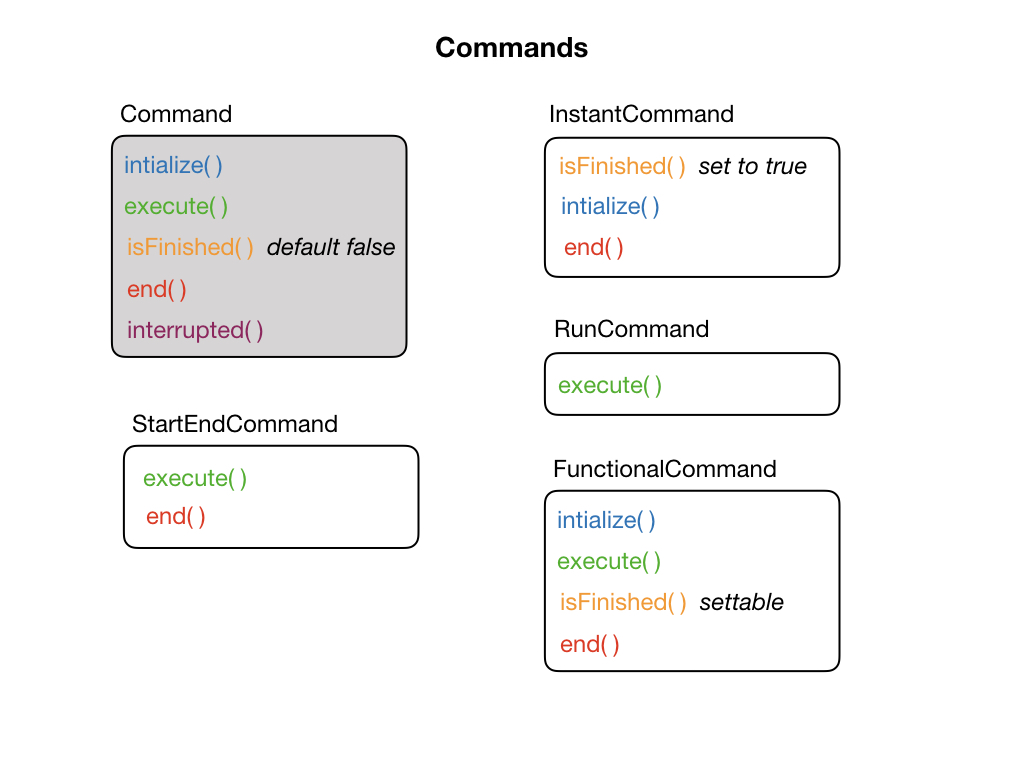 Commands
Command
intialize( )
execute( )
isFinished( ) default false
end( )
interrupted( )
StartEndCommand
execute( )
end( )
InstantCommand
isFinished( ) set to true
intialize( )
end( )
RunCommand
execute( )
FunctionalCommand
intialize( )
execute( )
isFinished( ) settable
end( )